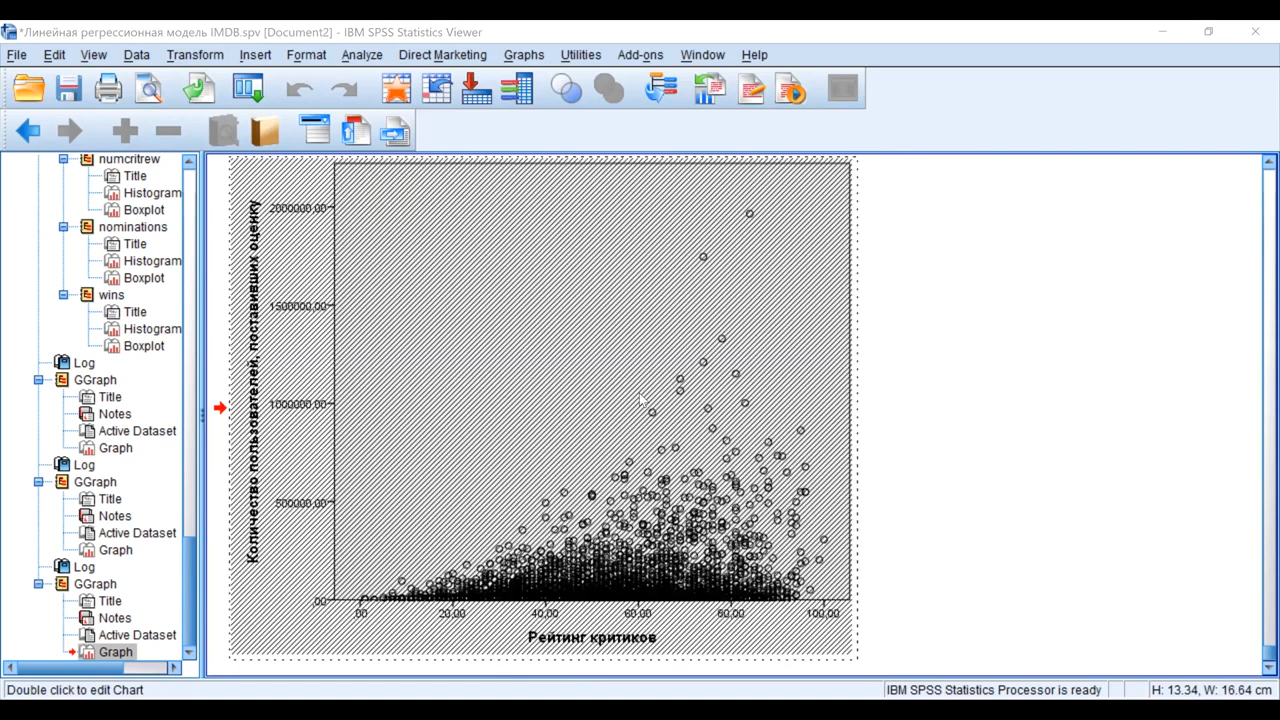 *Линейная регрессионная модель IMDB.spv [Document2] - IBM SPSS Statistics Viewer
File Edit View Data Transform Insert Format Analyze Direct Marketing Graphs Utilities Add-ons Window Help
numcritrew
Title
Histogram
Boxplot
nominations
Title
Histogram
Boxplot
wins
Title
Histogram
Boxplot
Log
GGraph
Title
Notes
Active Dataset
Graph
Log
GGraph
Title
Notes
Active Dataset
Graph
Log
GGraph
Title
Notes
Active Dataset
Graph
Количество пользователей, поставивших оценку
2000000,00
1500000,00
1000000,00
500000,00
,00
,00 20,00 40,00 60,00 80,00 100,00
Рейтинг критиков
Double click to edit Chart
IBM SPSS Statistics Processor is ready
H: 13.34, W: 16.64 cm